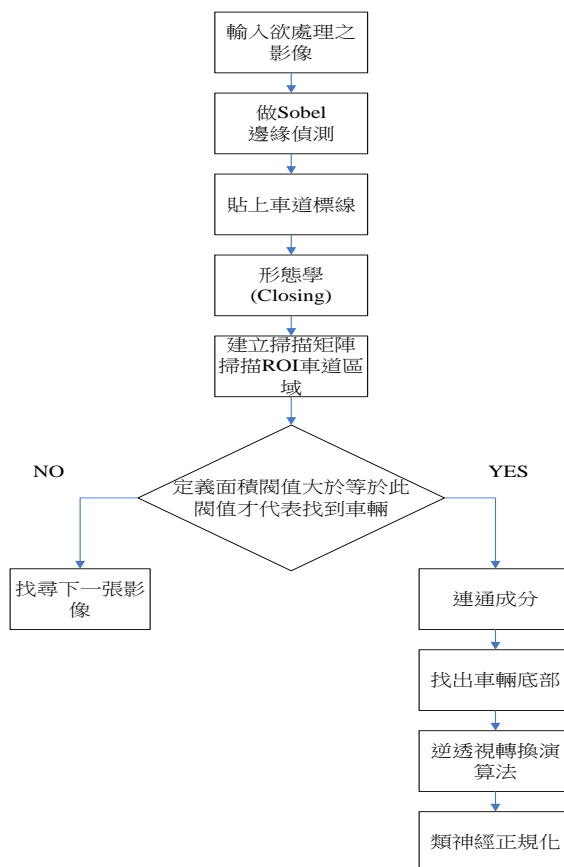 輸入欲處理之
影像
做Sobel
邊緣偵測
貼上車道標線
形態學
(Closing)
建立掃描矩陣
掃描ROI車道區
域
定義面積閥值大於等於此
閥值才代表找到車輛
NO
YES
找尋下一張影
像
連通成分
找出車輛底部
逆透視轉換演
算法
類神經正規化